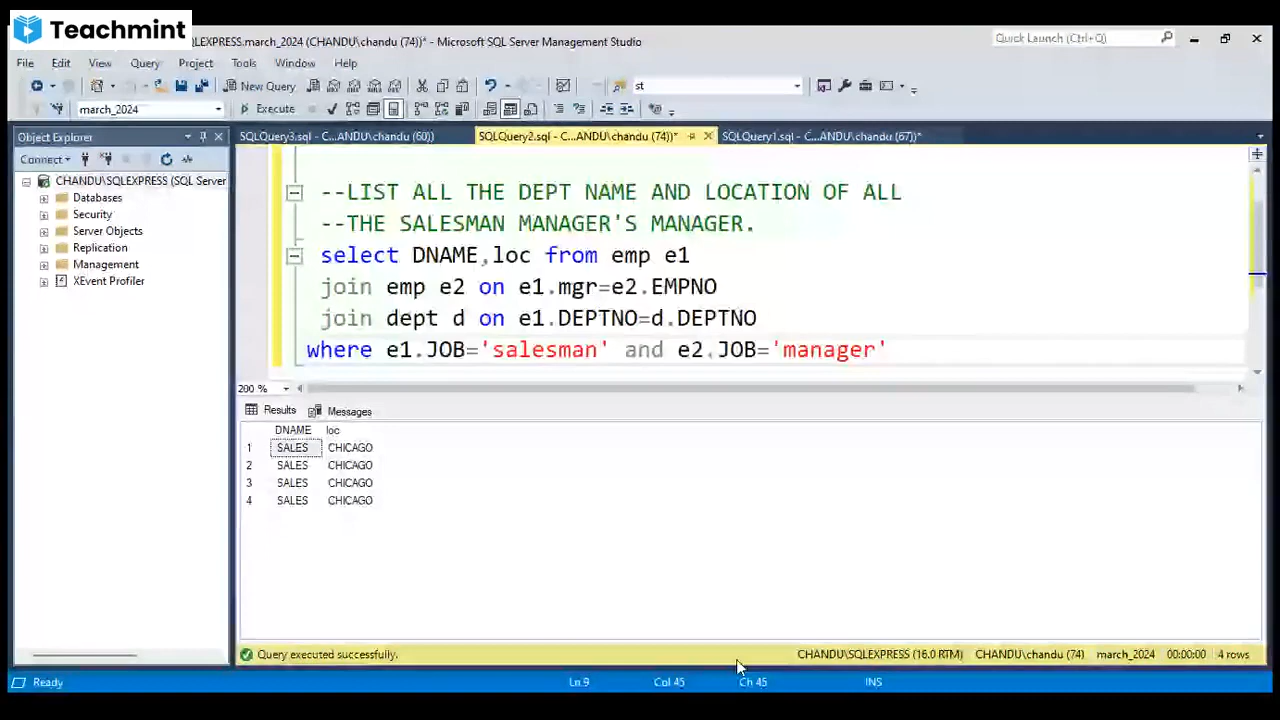 Teachmint
LEXPRESS.march_2024 (CHANDU\chandu (74))* - Microsoft SQL Server Management Studio
Quick Launch (Ctrl+Q)
File Edit View Query Project Tools Window Help
New Query
st
march_2024
Execute
Object Explorer
SQLQuery3.sql - C...ANDU\chandu (60))
SQLQuery2.sql - C...ANDU\chandu (74))*
SQLQuery1.sql - C...ANDU\chandu (67))*
Connect
CHANDU\SQLEXPRESS (SQL Server
Databases
Security
Server Objects
Replication
Management
XEvent Profiler
--LIST ALL THE DEPT NAME AND LOCATION OF ALL
--THE SALESMAN MANAGER'S MANAGER.
select DNAME,loc from emp e1
join emp e2 on e1.mgr=e2.EMPNO
join dept d on e1.DEPTNO=d.DEPTNO
where e1.JOB='salesman' and e2.JOB='manager'
200 %
Results Messages
DNAME loc
1 SALES CHICAGO
2 SALES CHICAGO
3 SALES CHICAGO
4 SALES CHICAGO
Query executed successfully.
CHANDU\SQLEXPRESS (16.0 RTM) CHANDU\chandu (74) march_2024 00:00:00 4 rows
Ready Ln 9 Col 45 Ch 45 INS